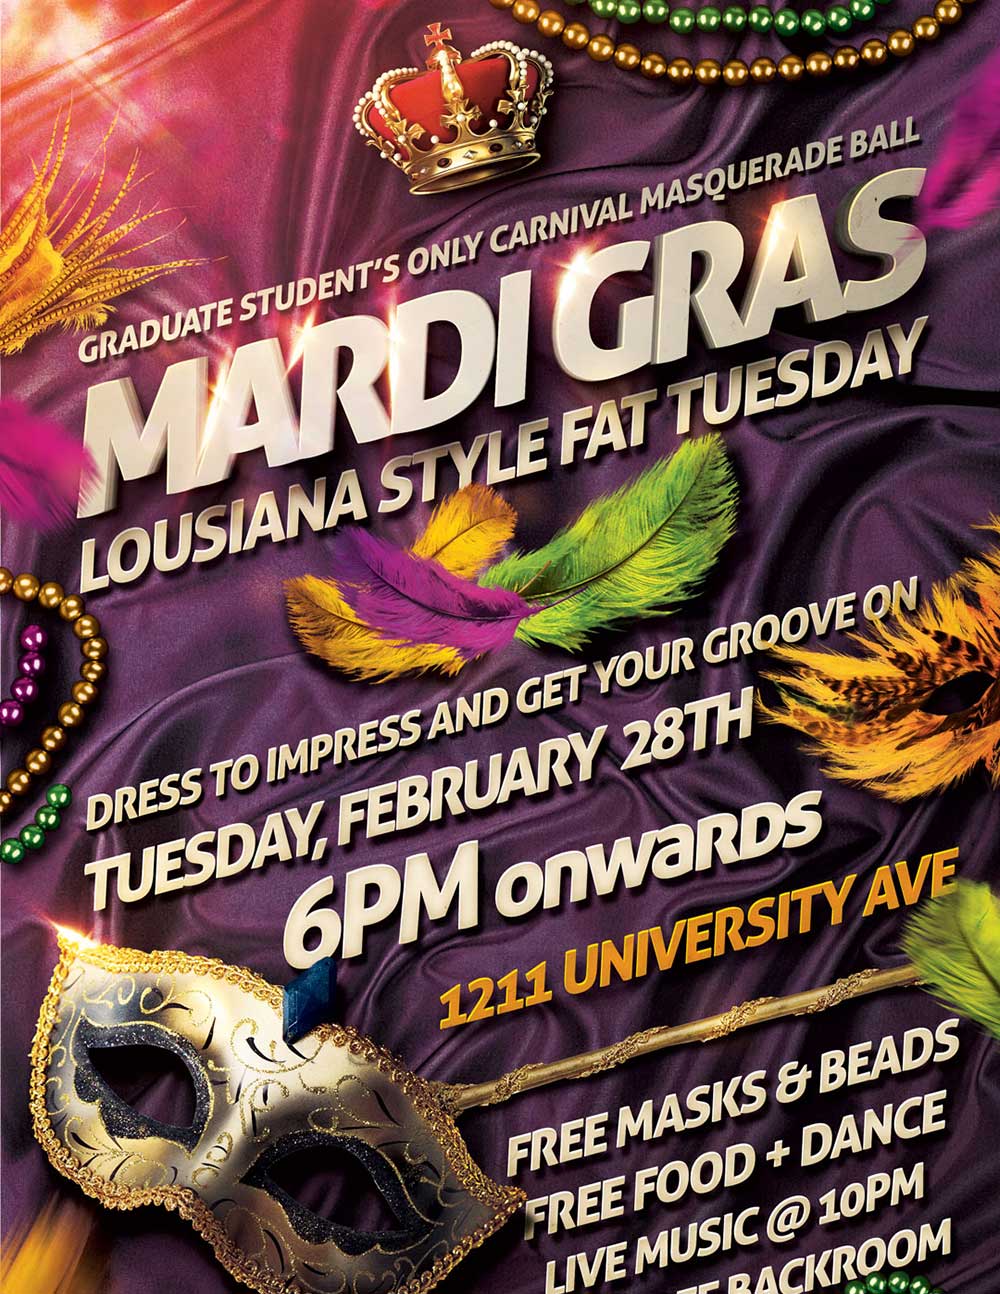 GRADUATE STUDENT'S ONLY CARNIVAL MASQUERADE BALL
MARDI GRAS
LOUSIANA STYLE FAT TUESDAY
DRESS TO IMPRESS AND GET YOUR GROOVE ON
TUESDAY, FEBRUARY 28TH
6PM onwards
1211 UNIVERSITY AVE
FREE MASKS & BEADS
FREE FOOD + DANCE
LIVE MUSIC @ 10PM
BACKROOM